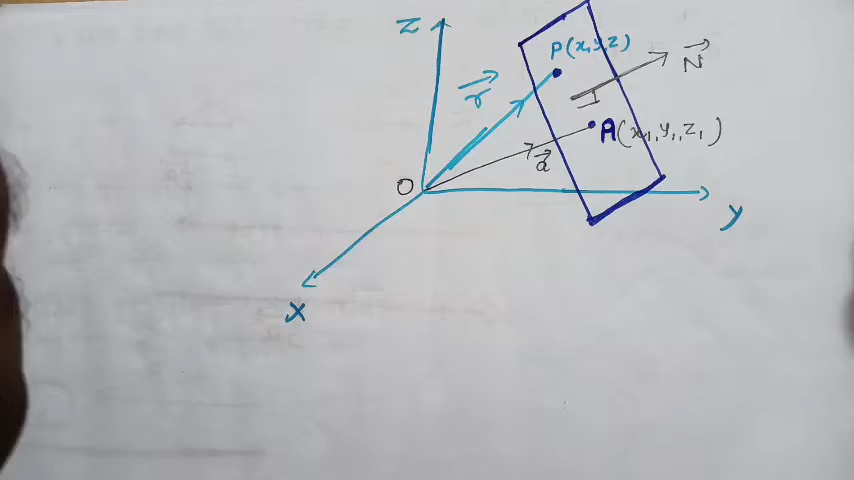 Z
P(x,y,z)
N
r
A(x₁,y₁,z₁)
a
O
y
X